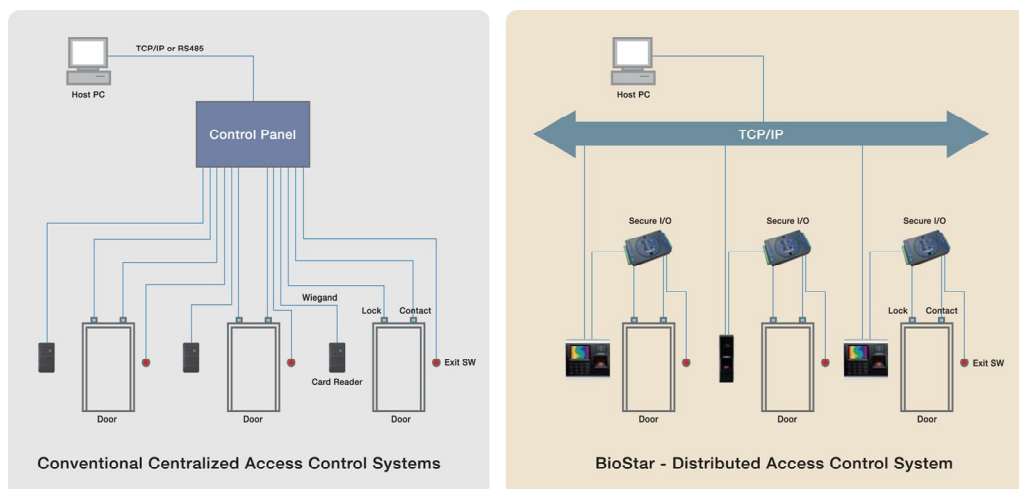 TCP/IP or RS485
Host PC
Control Panel
Wiegand
Lock
Contact
Exit SW
Card Reader
Door
Door
Door
Conventional Centralized Access Control Systems
Host PC
TCP/IP
Secure I/O
Secure I/O
Secure I/O
Lock
Contact
Exit SW
Door
Door
Door
BioStar - Distributed Access Control System